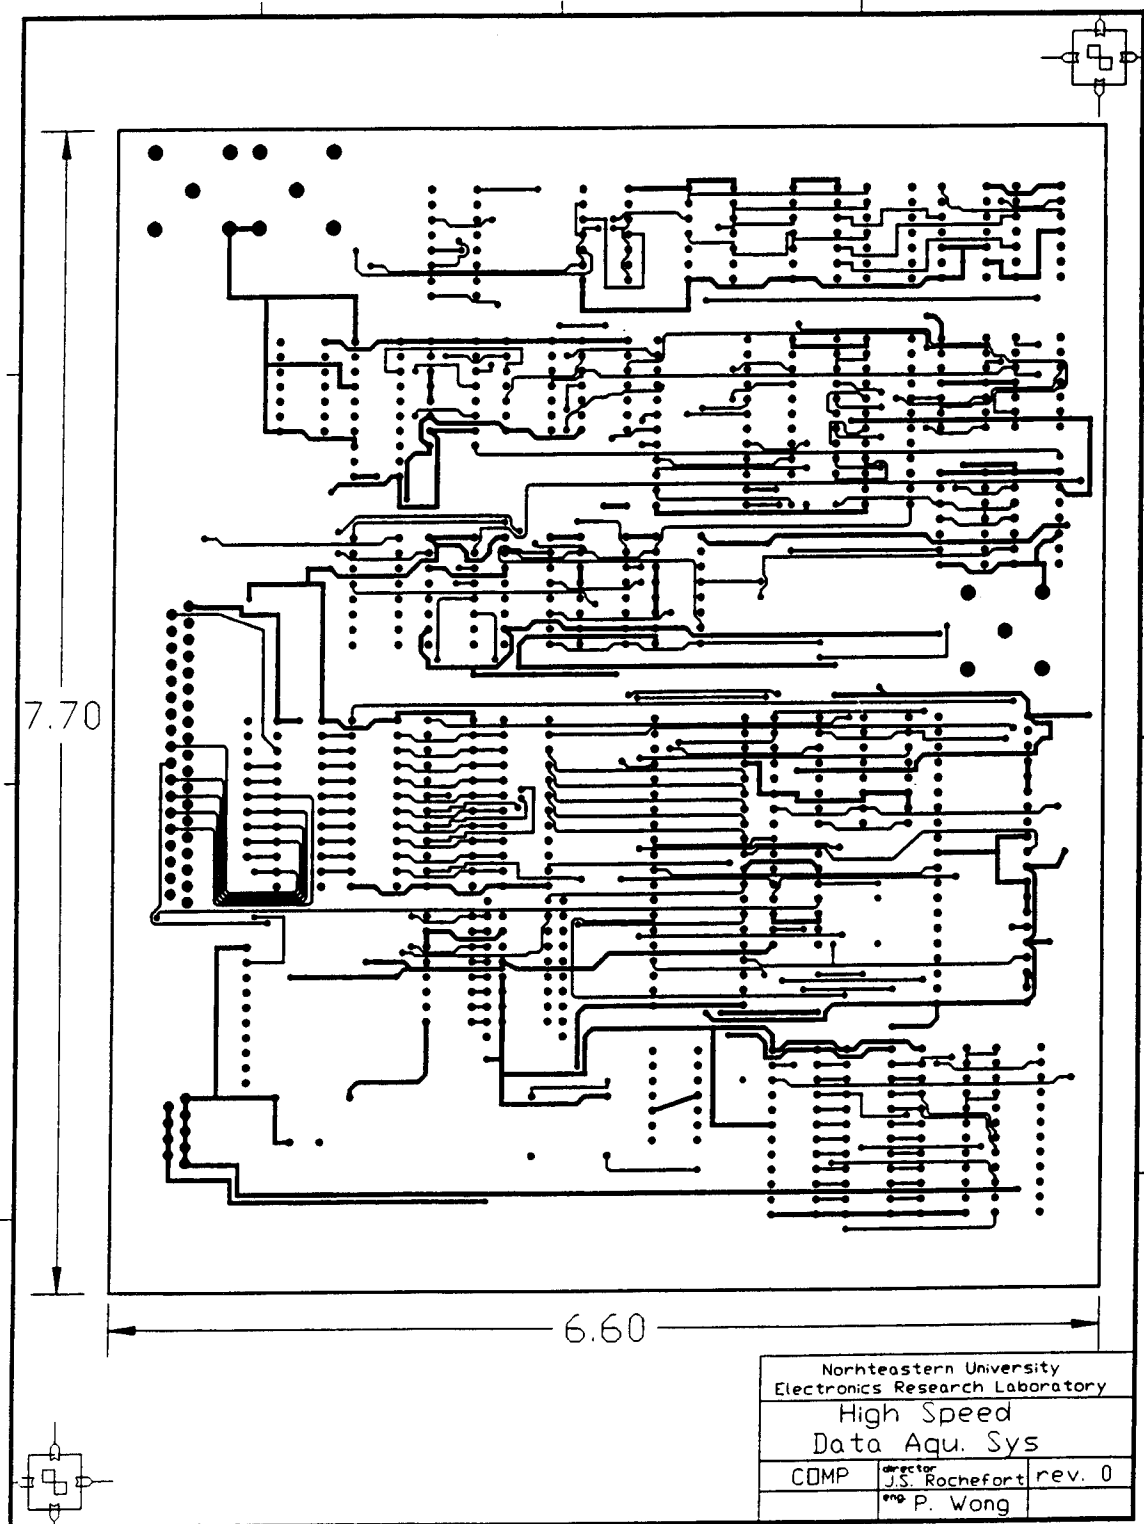 7.70
6.60
Norhteastern University
Electronics Research Laboratory
High Speed
Data Aqu. Sys
COMP
director
J.S. Rochefort
rev. 0
eng P. Wong